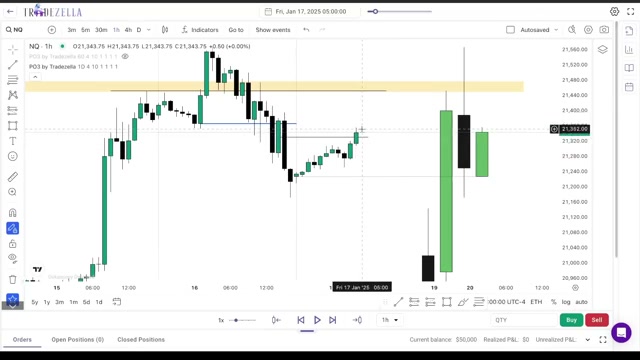 TRADEZELLA
Fri, Jan 17, 2025 05:00:00
NQ
3m 5m 30m 1h 4h D
Indicators
Go to
Show events
Autosaved
NQ · 1h
O21,343.75 H21,343.75 L21,343.75 C21,343.75 +0.50 (+0.00%)
PO3 by Tradezella 1D 4 10 1 1 1 1
21,560.00
21,520.00
21,480.00
21,440.00
21,400.00
21,352.00
21,320.00
21,280.00
21,240.00
21,200.00
21,160.00
21,120.00
21,080.00
21,040.00
21,000.00
20,960.00
15
06:00
12:00
16
06:00
12:00
Fri 17 Jan '25 05:00
19
20
06:00
12:00
5y 1y 3m 1m 5d 1d
:00:00 UTC-4
ETH
% log auto
1x
1h
QTY
Buy
Sell
Orders
Open Positions (0)
Closed Positions
Current balance: $50,000
Realized P&L: $0
Unrealized P&L: